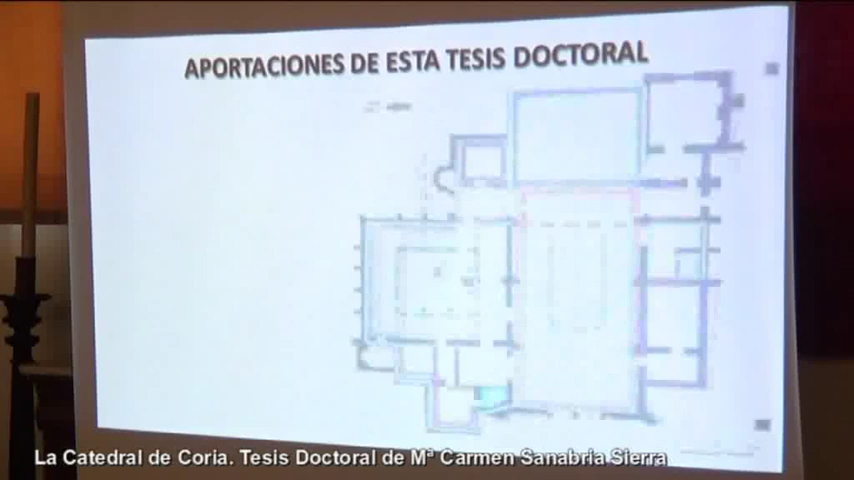 APORTACIONES DE ESTA TESIS DOCTORAL
La Catedral de Coria. Tesis Doctoral de Mª Carmen Sanabria Sierra